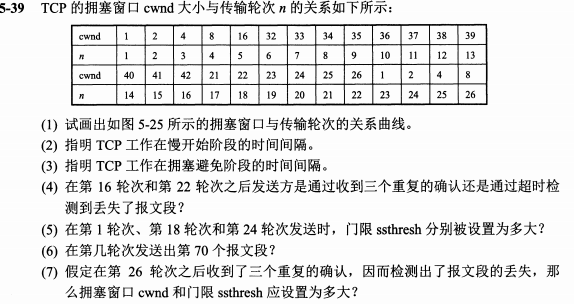 5-39 TCP 的拥塞窗口 cwnd 大小与传输轮次 n 的关系如下所示：
cwnd 1 2 4 8 16 32 33 34 35 36 37 38 39
n 1 2 3 4 5 6 7 8 9 10 11 12 13
cwnd 40 41 42 21 22 23 24 25 26 1 2 4 8
n 14 15 16 17 18 19 20 21 22 23 24 25 26
(1) 试画出如图 5-25 所示的拥塞窗口与传输轮次的关系曲线。
(2) 指明 TCP 工作在慢开始阶段的时间间隔。
(3) 指明 TCP 工作在拥塞避免阶段的时间间隔。
(4) 在第 16 轮次和第 22 轮次之后发送方是通过收到三个重复的确认还是通过超时检
测到丢失了报文段？
(5) 在第 1 轮次、第 18 轮次和第 24 轮次发送时，门限 ssthresh 分别被设置为多大？
(6) 在第几轮次发送出第 70 个报文段？
(7) 假定在第 26 轮次之后收到了三个重复的确认，因而检测出了报文段的丢失，那
么拥塞窗口 cwnd 和门限 ssthresh 应设置为多大？